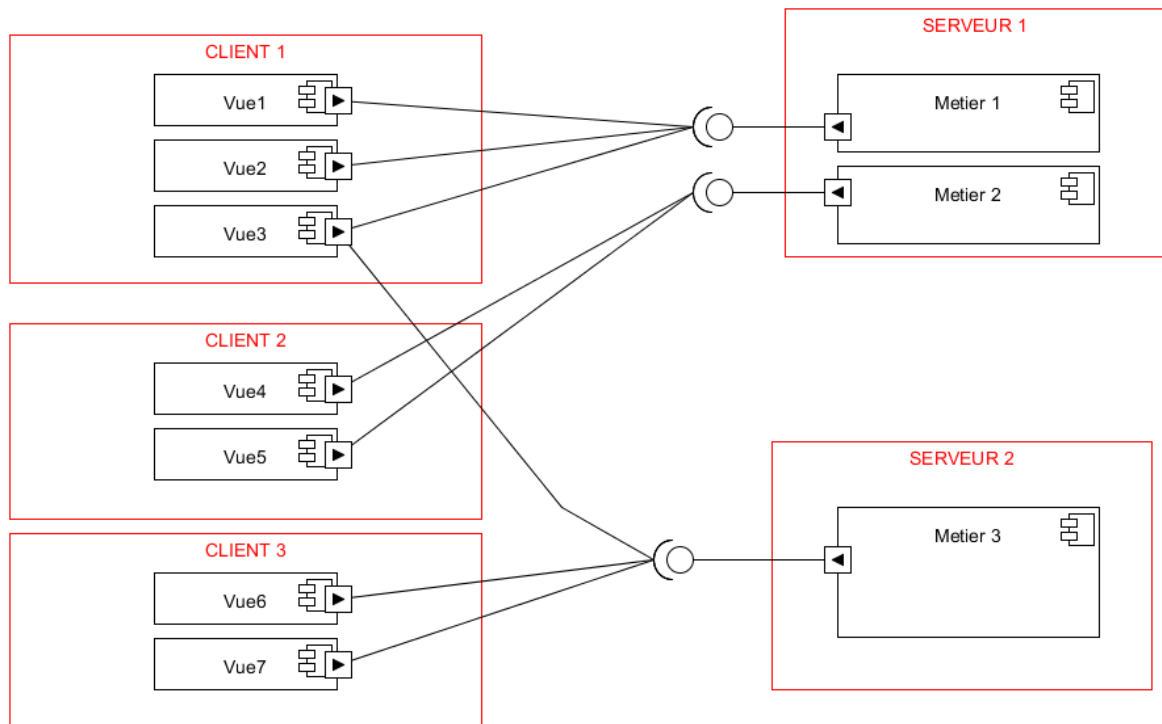 CLIENT 1
Vue1
Vue2
Vue3
CLIENT 2
Vue4
Vue5
CLIENT 3
Vue6
Vue7
SERVEUR 1
Metier 1
Metier 2
SERVEUR 2
Metier 3